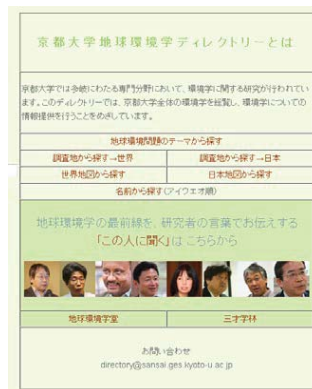 京都大学地球環境学ディレクトリーとは
京都大学では多岐にわたる専門分野において、環境学に関する研究が行われてい
ます。このディレクトリーでは、京都大学全体の環境学を総覧し、環境学についての
情報提供を行うことをめざしています。
地球環境問題のテーマから探す
調査地から探す→世界
調査地から探す→日本
世界地図から探す
日本地図から探す
名前から探す(アイウエオ順)
地球環境学の最前線を、研究者の言葉でお伝えする
「この人に聞く」はこちらから
地球環境学堂
三才学林
お問い合わせ
directory@sansai.ges.kyoto-u.ac.jp